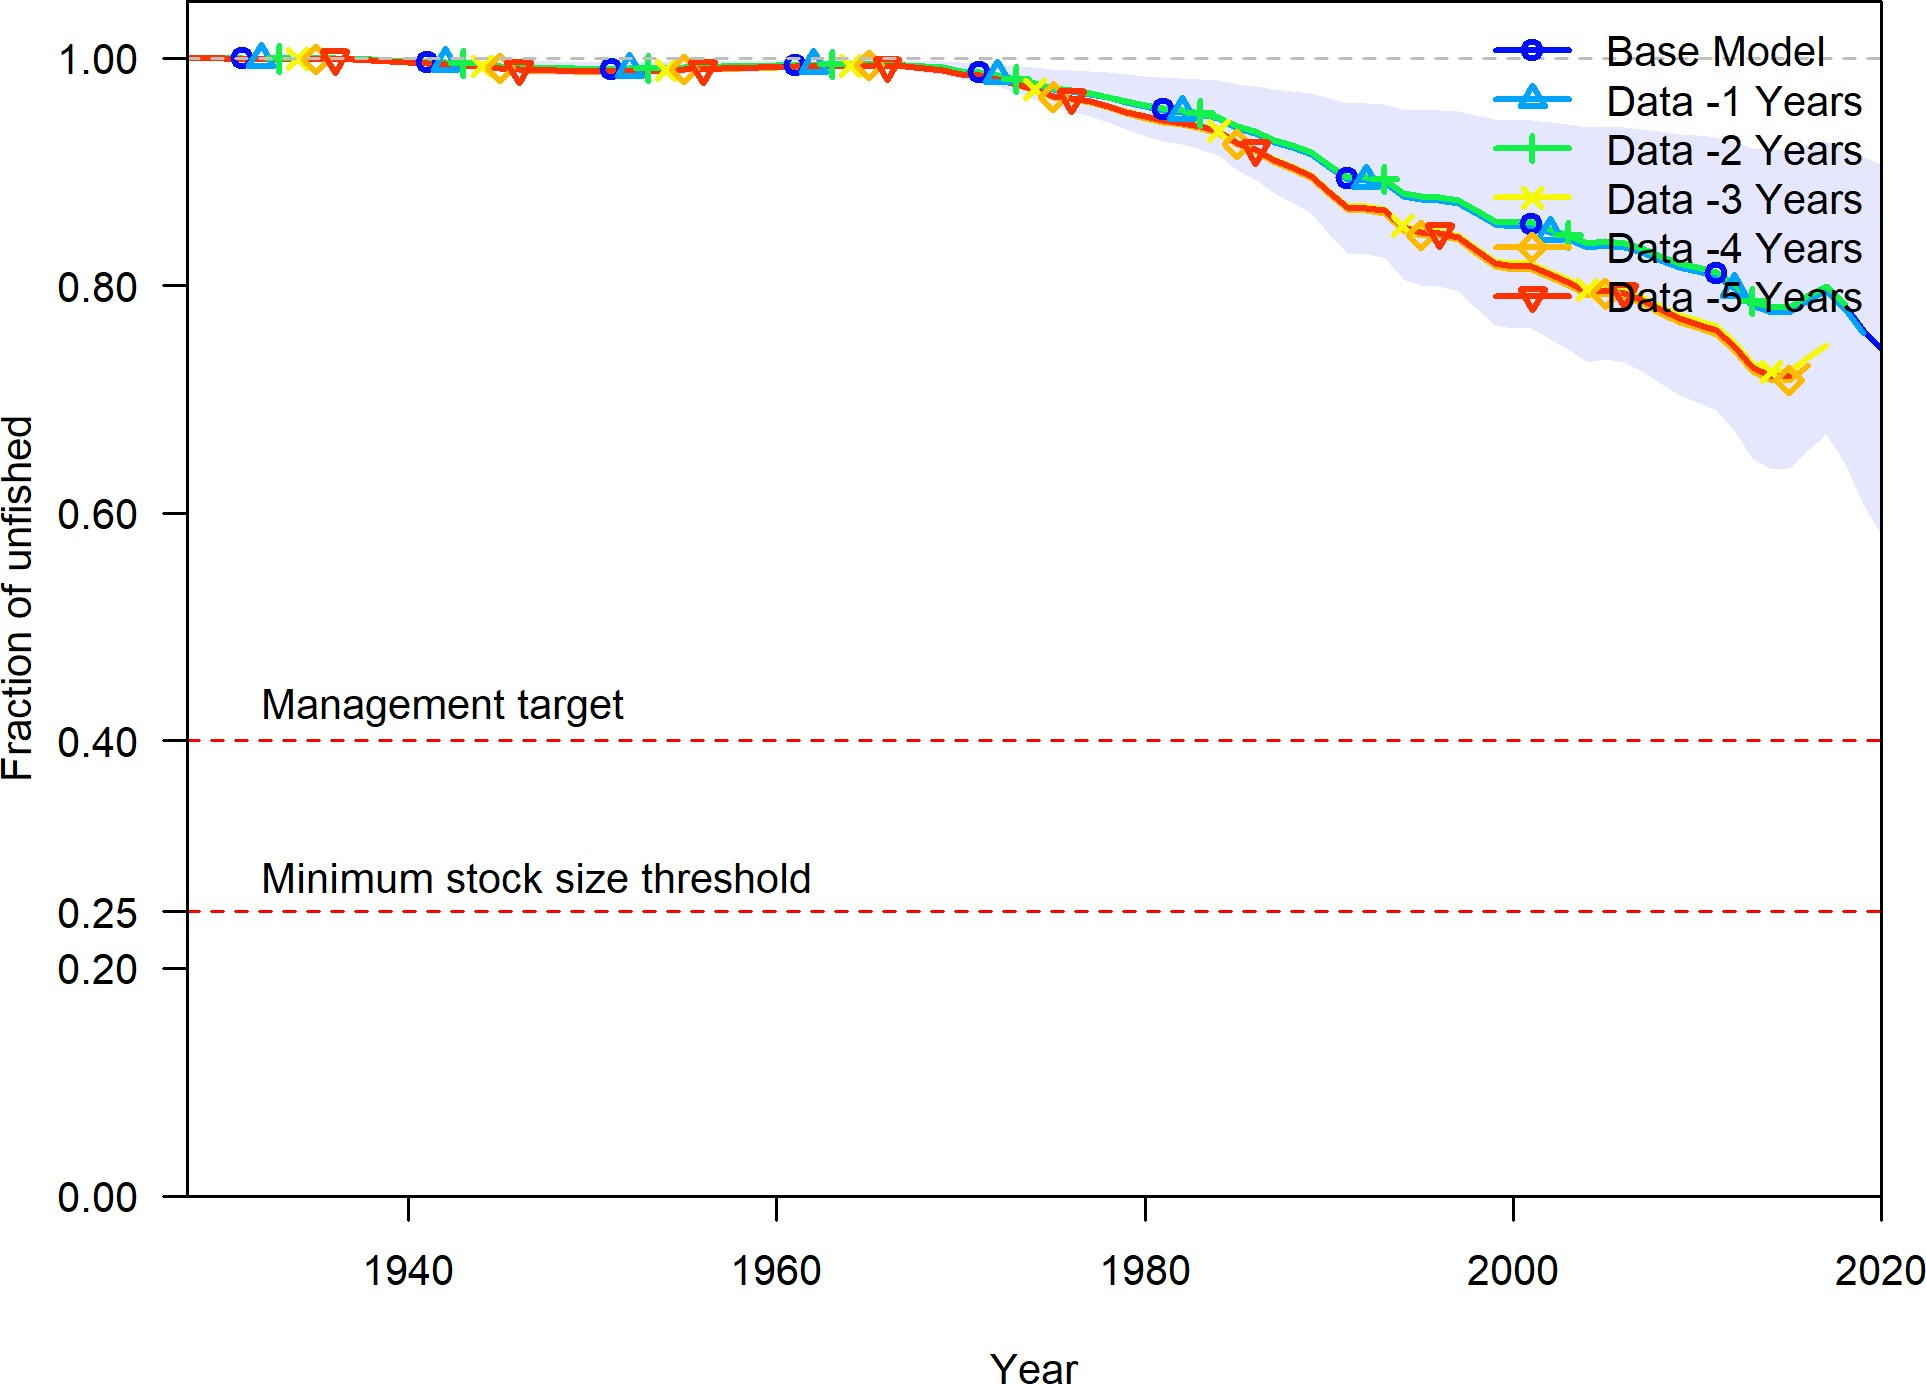 Base Model
Data -1 Years
Data -2 Years
Data -3 Years
Data -4 Years
Data -5 Years
Fraction of unfished
1.00
0.80
0.60
0.40
0.25
0.20
0.00
Management target
Minimum stock size threshold
1940
1960
1980
2000
2020
Year